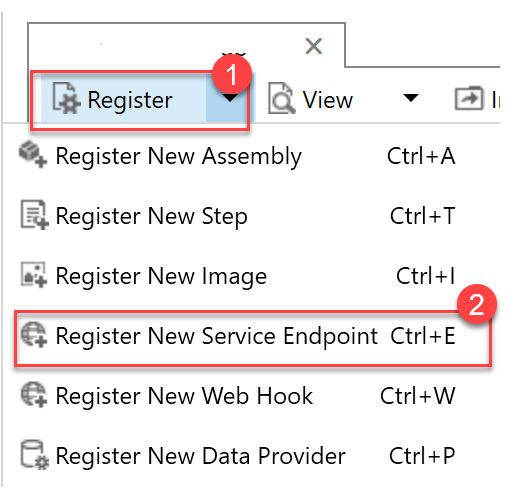 1
Register View
Register New Assembly Ctrl+A
Register New Step Ctrl+T
Register New Image Ctrl+I
2
Register New Service Endpoint Ctrl+E
Register New Web Hook Ctrl+W
Register New Data Provider Ctrl+P